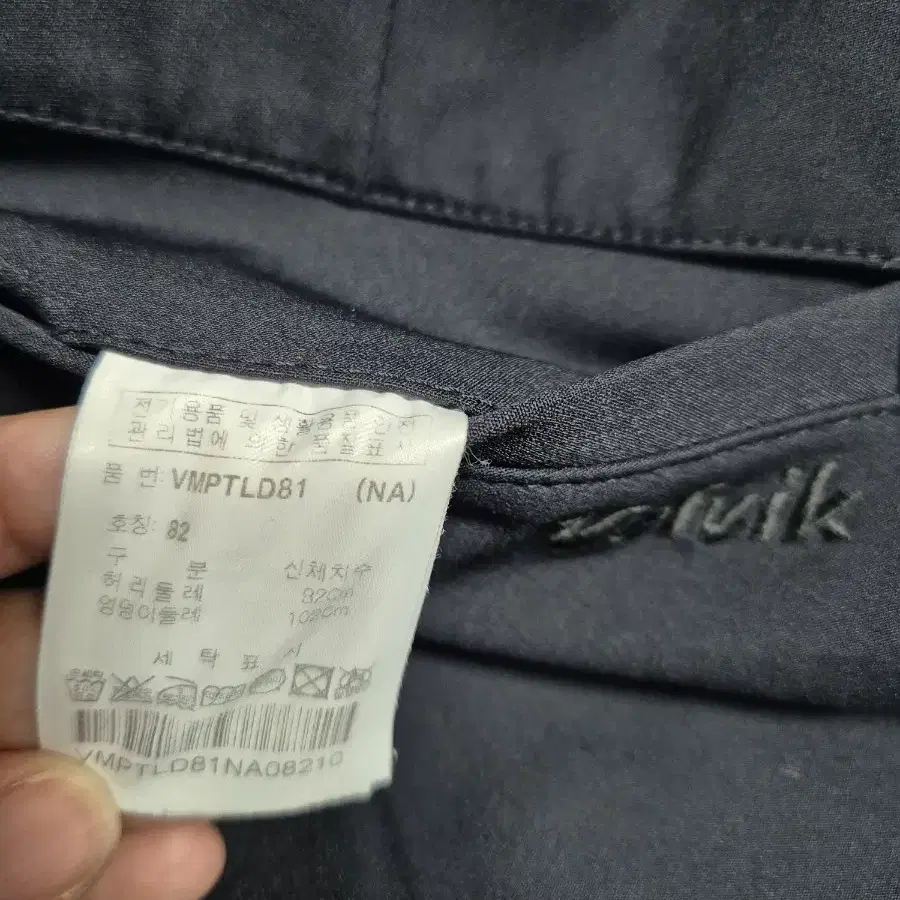 전기용품 및 생활용품 안전
관리법에 의한 품질표시
품 번 VMPTLD81 (NA)
호칭: 82
구 분 신체치수
허리둘레 82cm
엉덩이둘레 102cm
세 탁 표 시
VMPTLD81NA08210